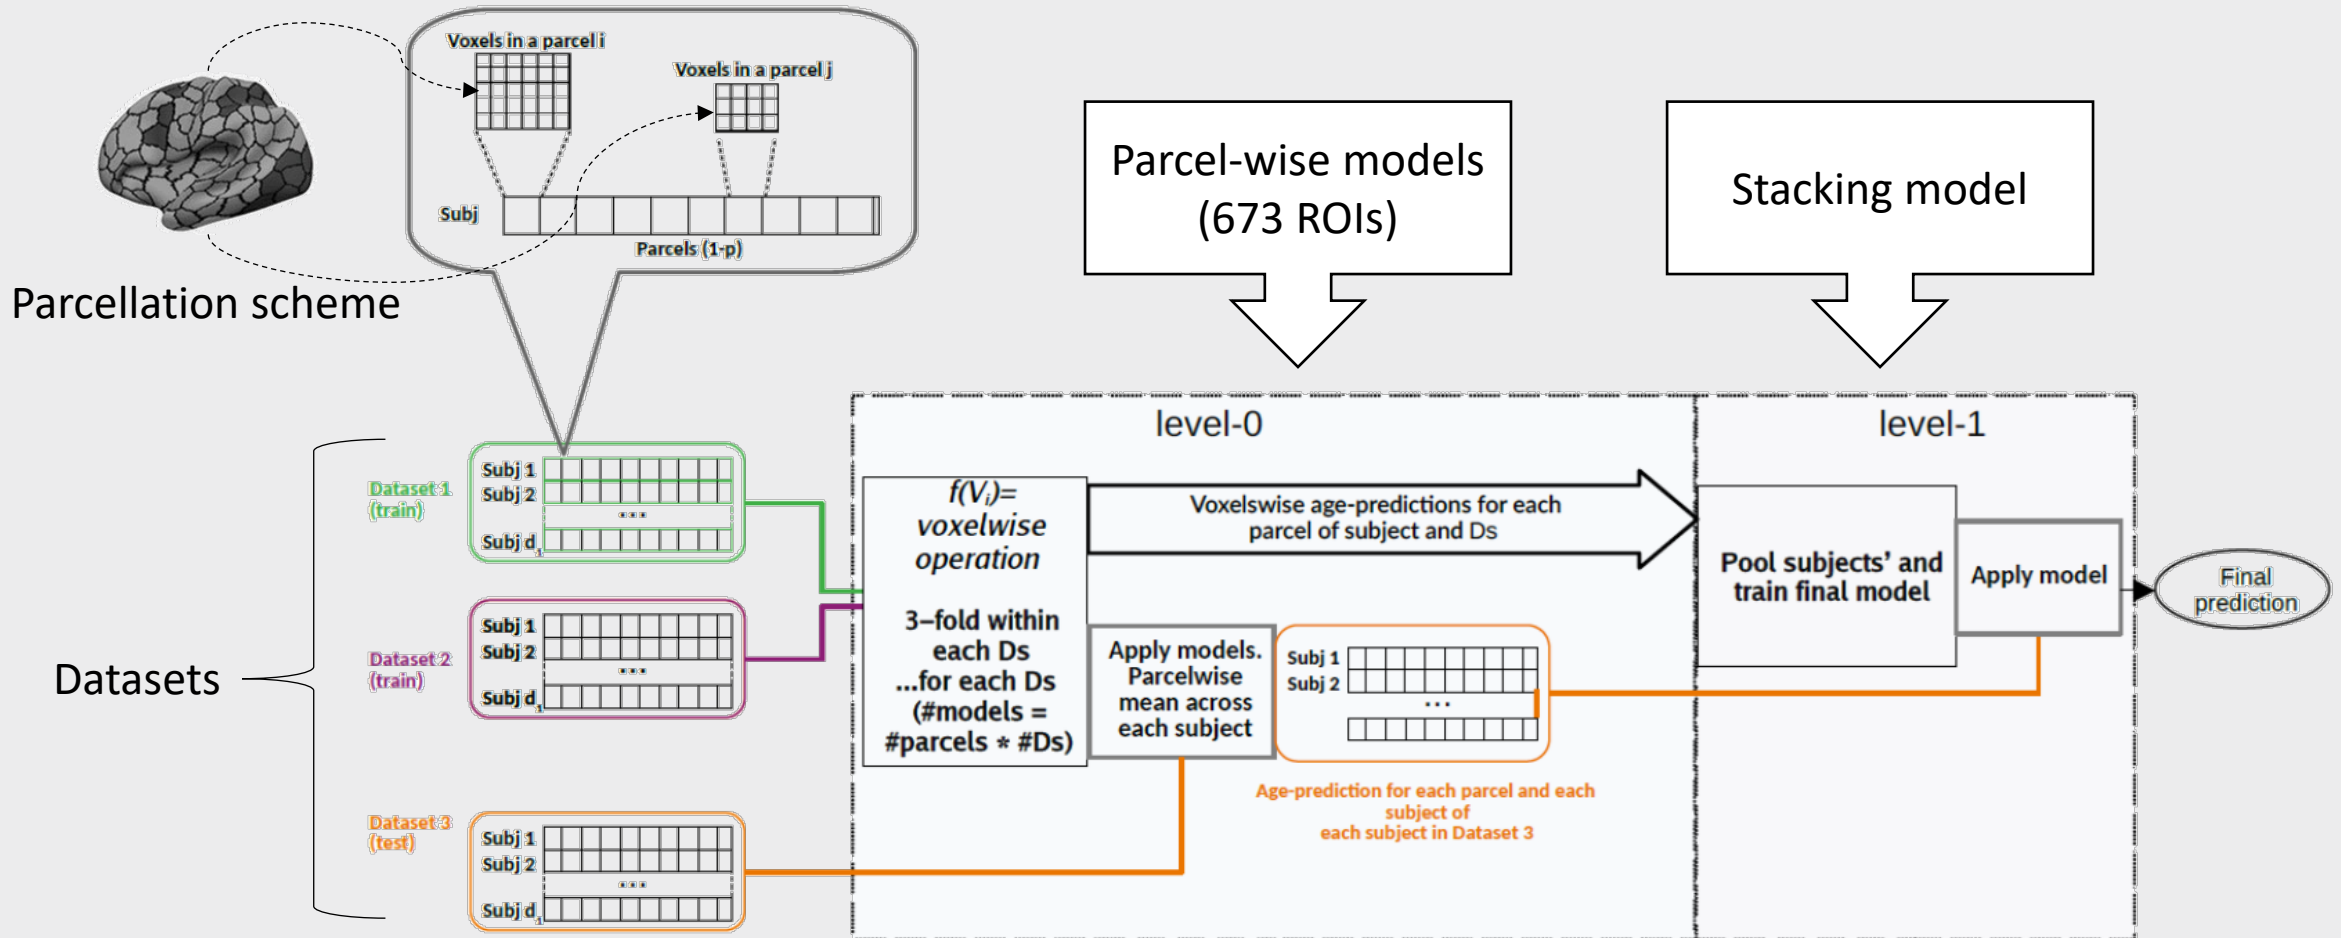 Voxels in a parcel i
Voxels in a parcel j
Subj
Parcels (1-p)
Parcellation scheme
Parcel-wise models
(673 ROIs)
Stacking model
Datasets
Dataset 1
(train)
Subj 1
Subj 2
...
Subj d1
Dataset 2
(train)
Subj 1
Subj 2
...
Subj d1
Dataset 3
(test)
Subj 1
Subj 2
...
Subj d1
level-0
f(Vi)=
voxelwise
operation
3–fold within
each Ds
...for each Ds
(#models =
#parcels * #Ds)
Voxelswise age-predictions for each
parcel of subject and Ds
Apply models.
Parcelwise
mean across
each subject
Subj 1
Subj 2
...
Age-prediction for each parcel and each
subject of
each subject in Dataset 3
level-1
Pool subjects’ and
train final model
Apply model
Final
prediction